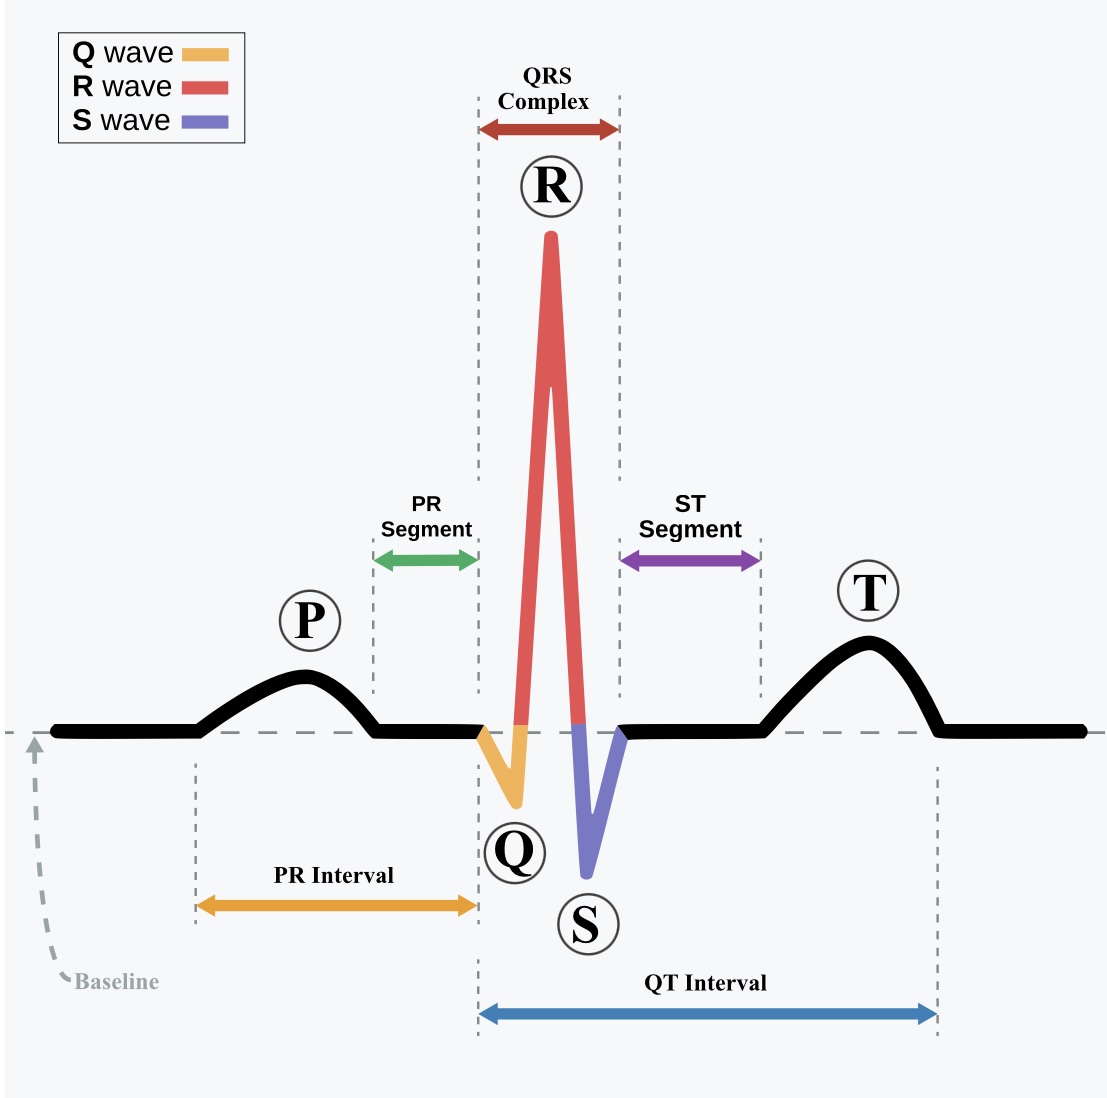 Q wave
R wave
S wave
QRS
Complex
R
PR
Segment
ST
Segment
P
T
Q
PR Interval
S
Baseline
QT Interval